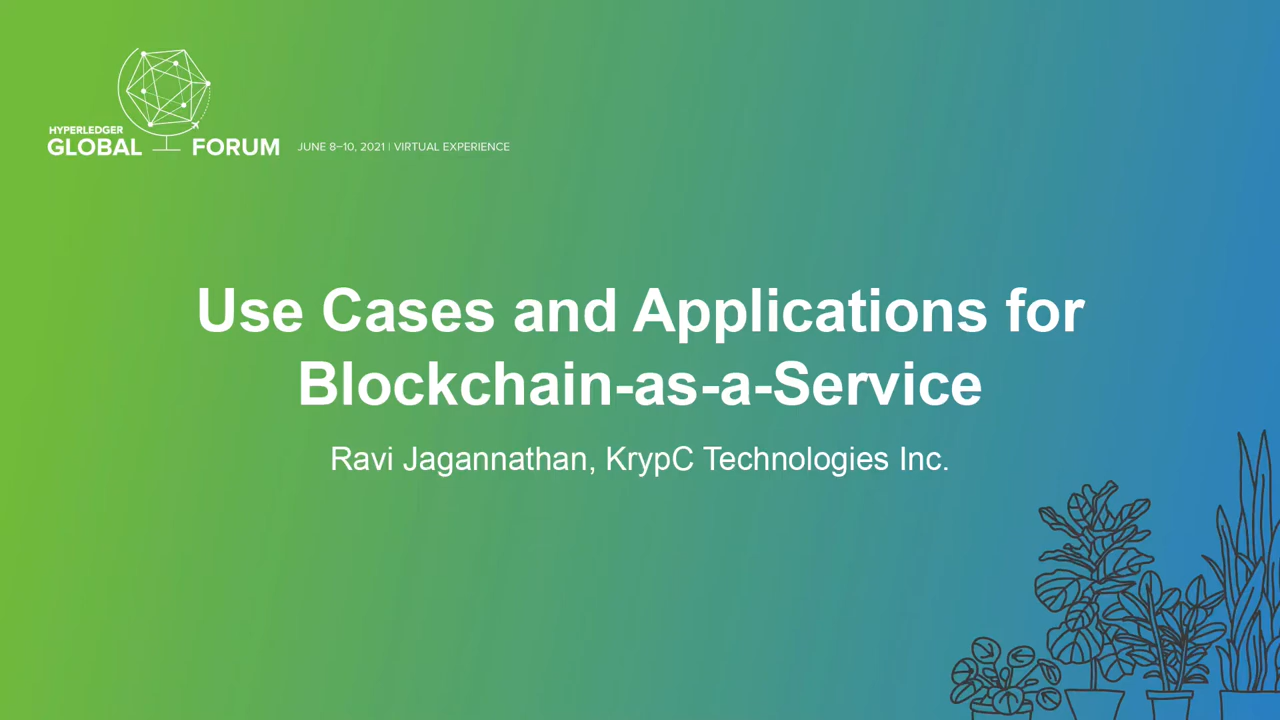 HYPERLEDGER
GLOBAL FORUM JUNE 8–10, 2021 | VIRTUAL EXPERIENCE
Use Cases and Applications for
Blockchain-as-a-Service
Ravi Jagannathan, KrypC Technologies Inc.